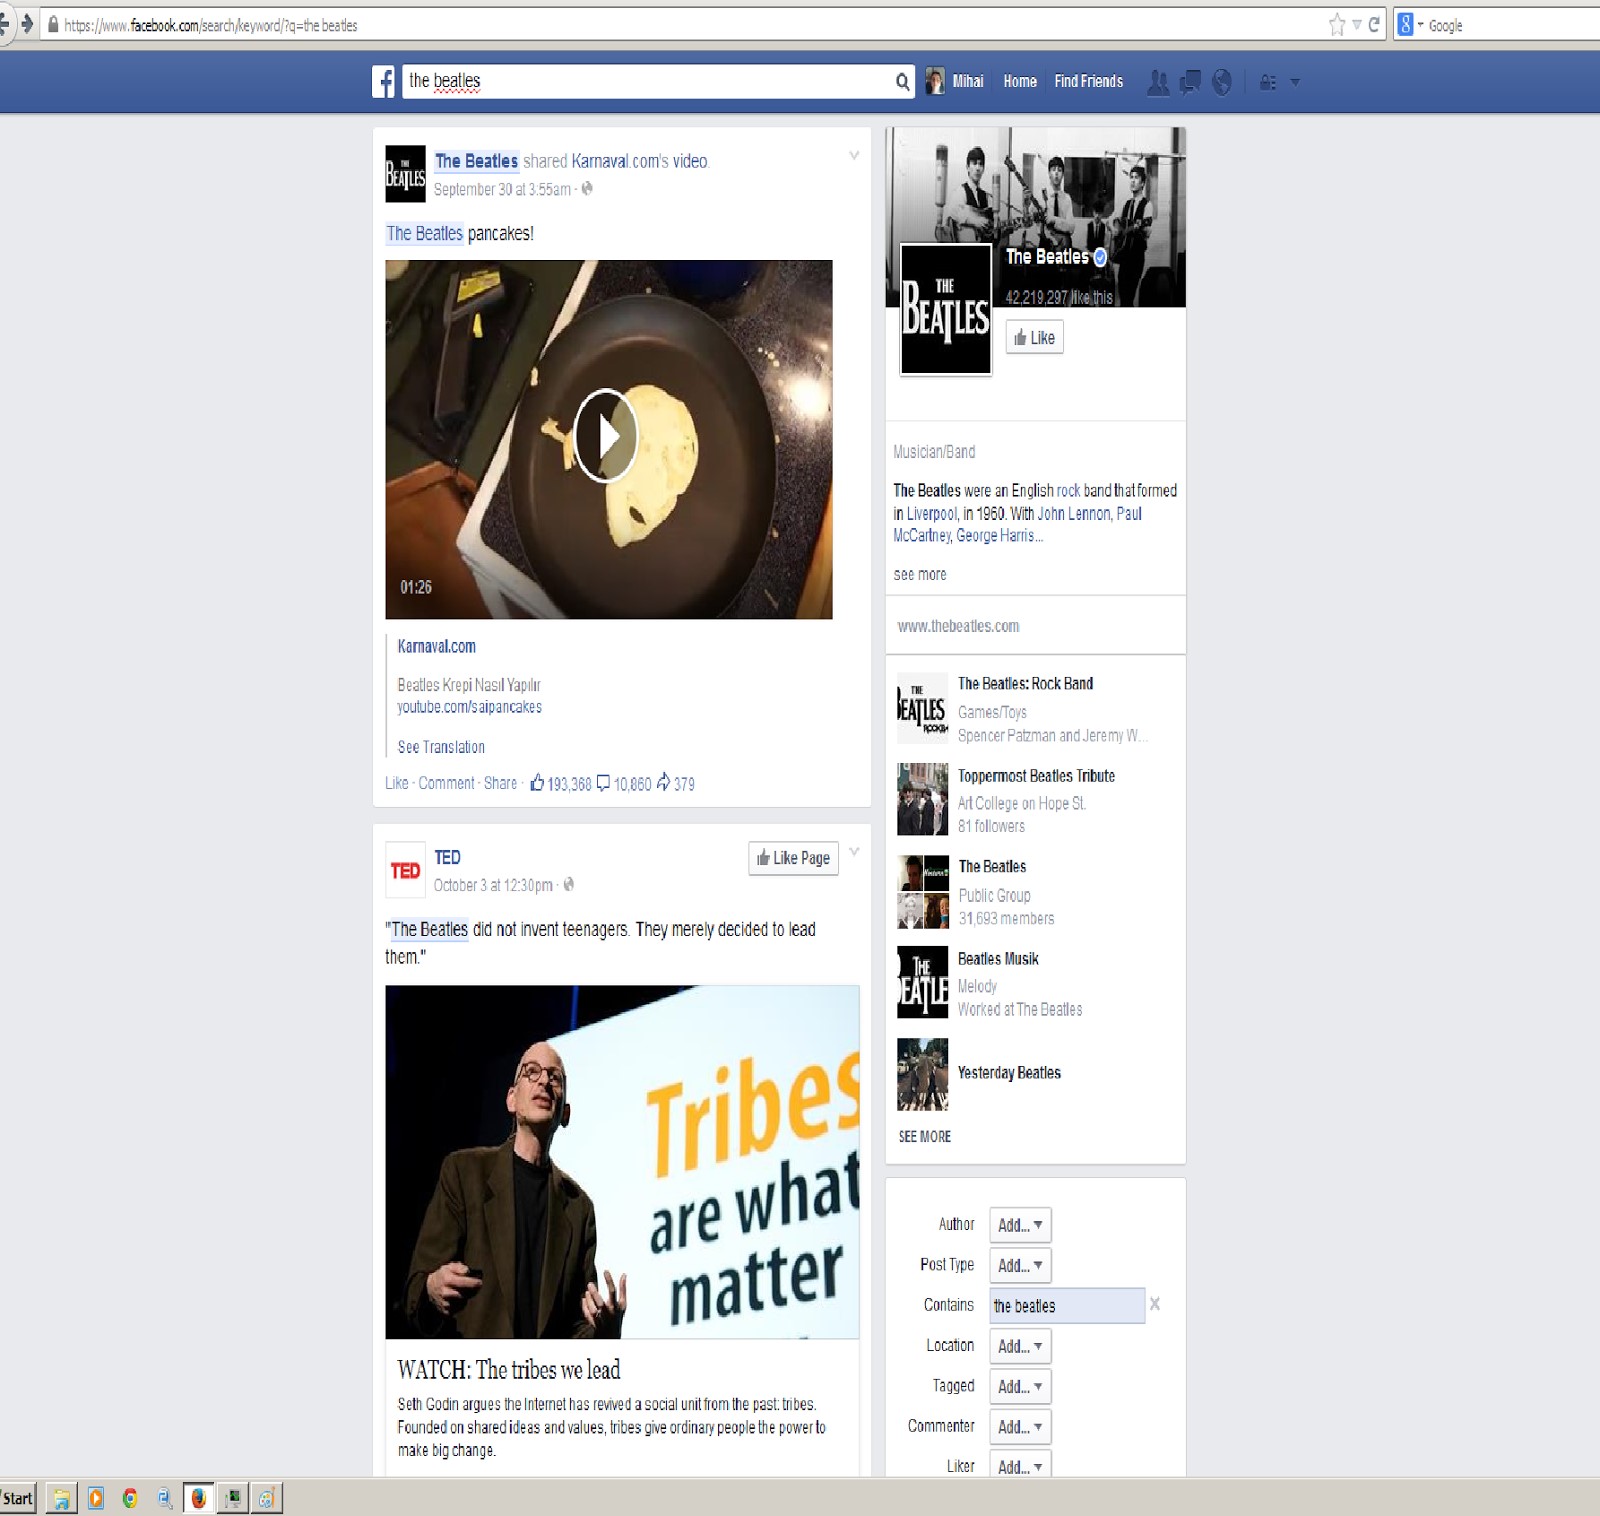 https://www.facebook.com/search/keyword/?q=the beatles
Google
the beatles
Mihai Home Find Friends
The Beatles shared Karnaval.com's video.
September 30 at 3:55am ·
The Beatles pancakes!
01:26
Karnaval.com
Beatles Krepi Nasıl Yapılır
youtube.com/saipancakes
See Translation
Like · Comment · Share · 193,368 10,860 379
TED
TED
October 3 at 12:30pm ·
Like Page
"The Beatles did not invent teenagers. They merely decided to lead
them."
Tribes
are what
matter
WATCH: The tribes we lead
Seth Godin argues the Internet has revived a social unit from the past: tribes.
Founded on shared ideas and values, tribes give ordinary people the power to
make big change.
THE
BEATLES
The Beatles
42,219,297 like this
THE
BEATLES
Like
Musician/Band
The Beatles were an English rock band that formed
in Liverpool, in 1960. With John Lennon, Paul
McCartney, George Harris...
see more
www.thebeatles.com
The Beatles: Rock Band
Games/Toys
Spencer Patzman and Jeremy W...
Toppermost Beatles Tribute
Art College on Hope St.
81 followers
The Beatles
Public Group
31,693 members
Beatles Musik
Melody
Worked at The Beatles
Yesterday Beatles
SEE MORE
Author Add...
Post Type Add...
Contains the beatles
Location Add...
Tagged Add...
Commenter Add...
Liker Add...
Start